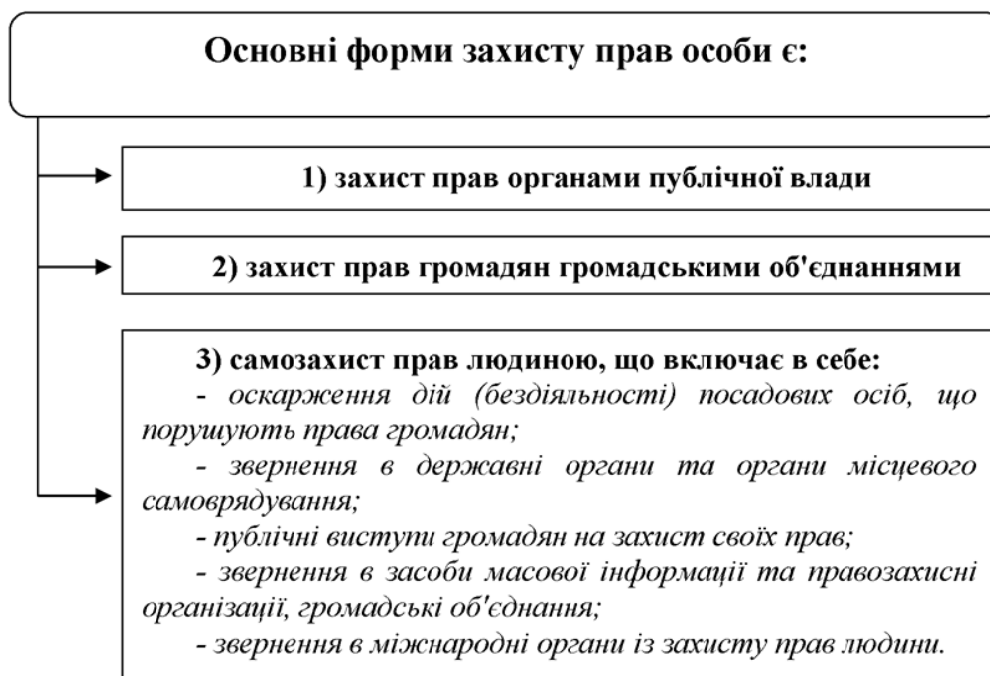 Основні форми захисту прав особи є:
1) захист прав органами публічної влади
2) захист прав громадян громадськими об'єднаннями
3) самозахист прав людиною, що включає в себе:
- оскарження дій (бездіяльності) посадових осіб, що
порушують права громадян;
- звернення в державні органи та органи місцевого
самоврядування;
- публічні виступи громадян на захист своїх прав;
- звернення в засоби масової інформації та правозахисні
організації, громадські об'єднання;
- звернення в міжнародні органи із захисту прав людини.